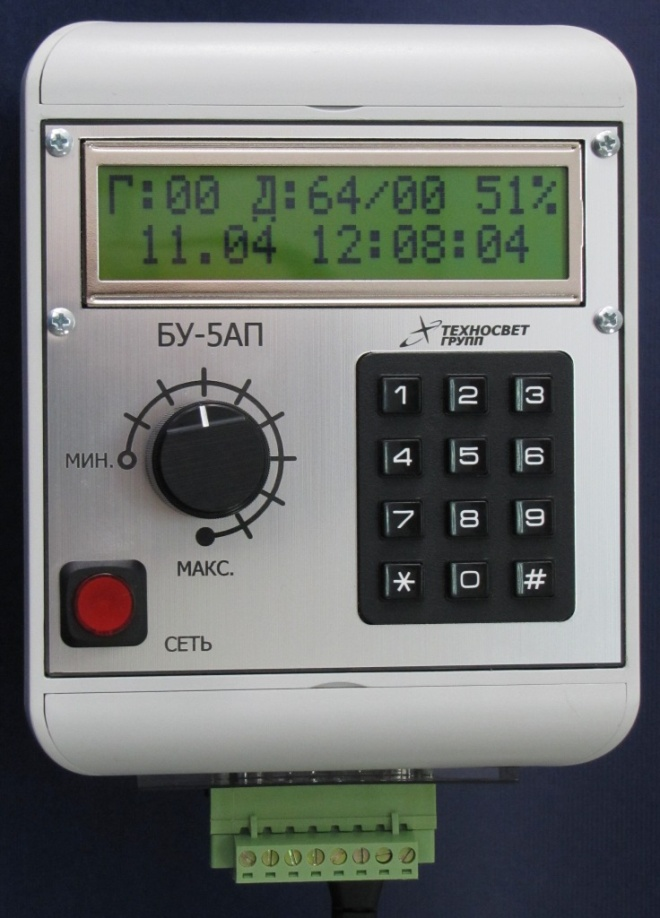 Г:00 Д:64/00 51%
11.04 12:08:04
БУ-5АП
ТЕХНОСВЕТ
ГРУПП
МИН.
МАКС.
СЕТЬ
1 2 3
4 5 6
7 8 9
* 0 #